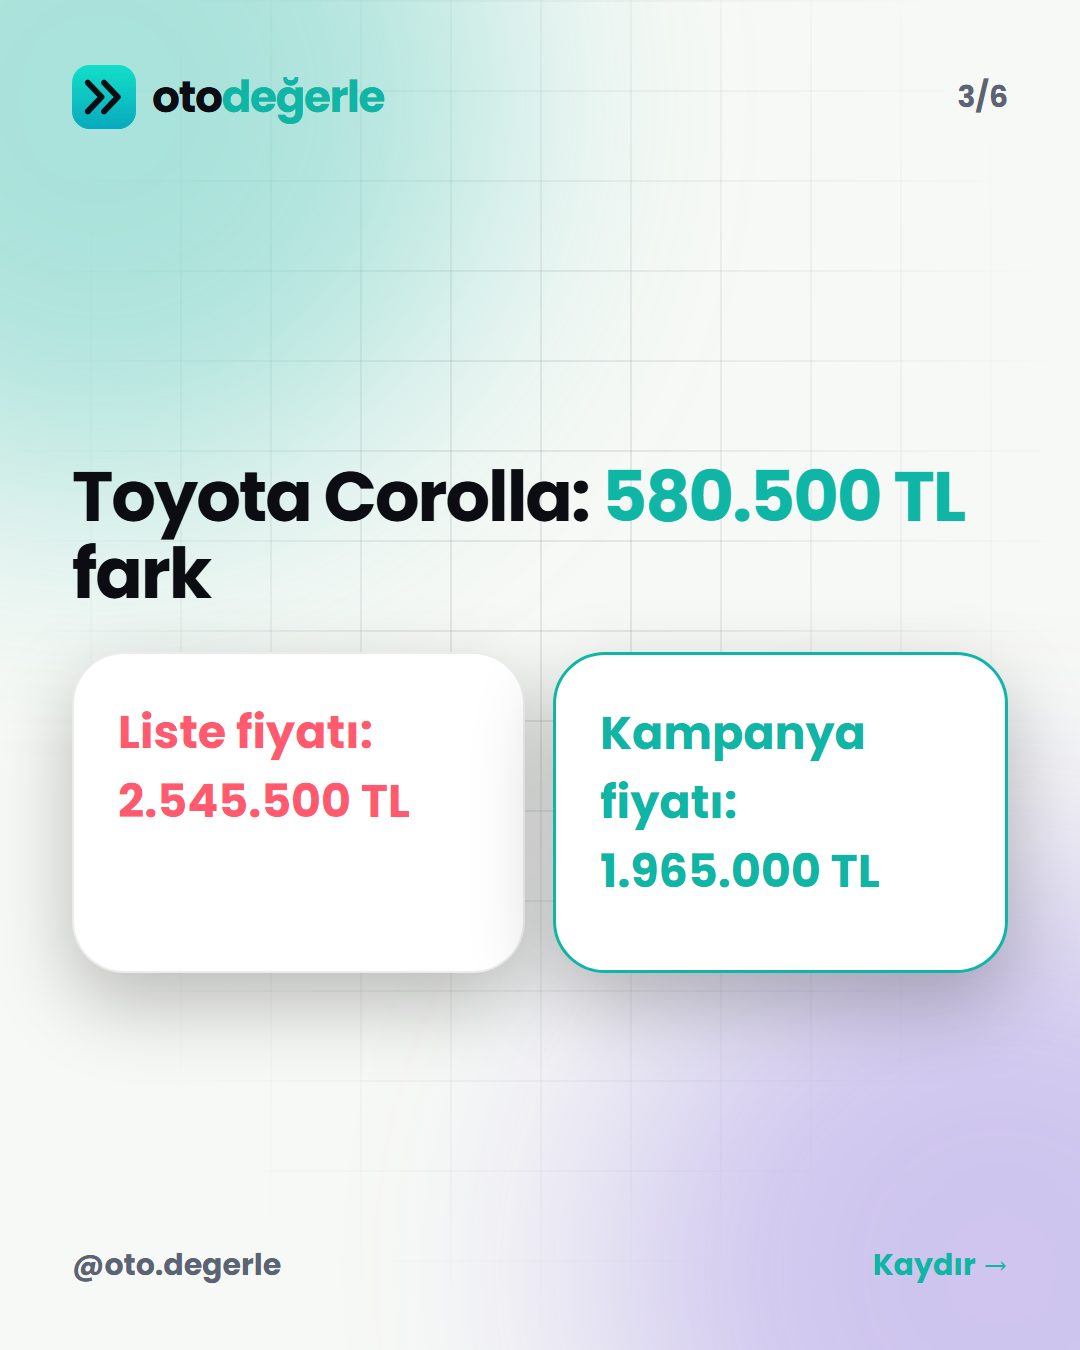 otodeğerle
3/6
Toyota Corolla: 580.500 TL
fark
Liste fiyatı:
2.545.500 TL
Kampanya
fiyatı:
1.965.000 TL
@oto.degerle
Kaydır →